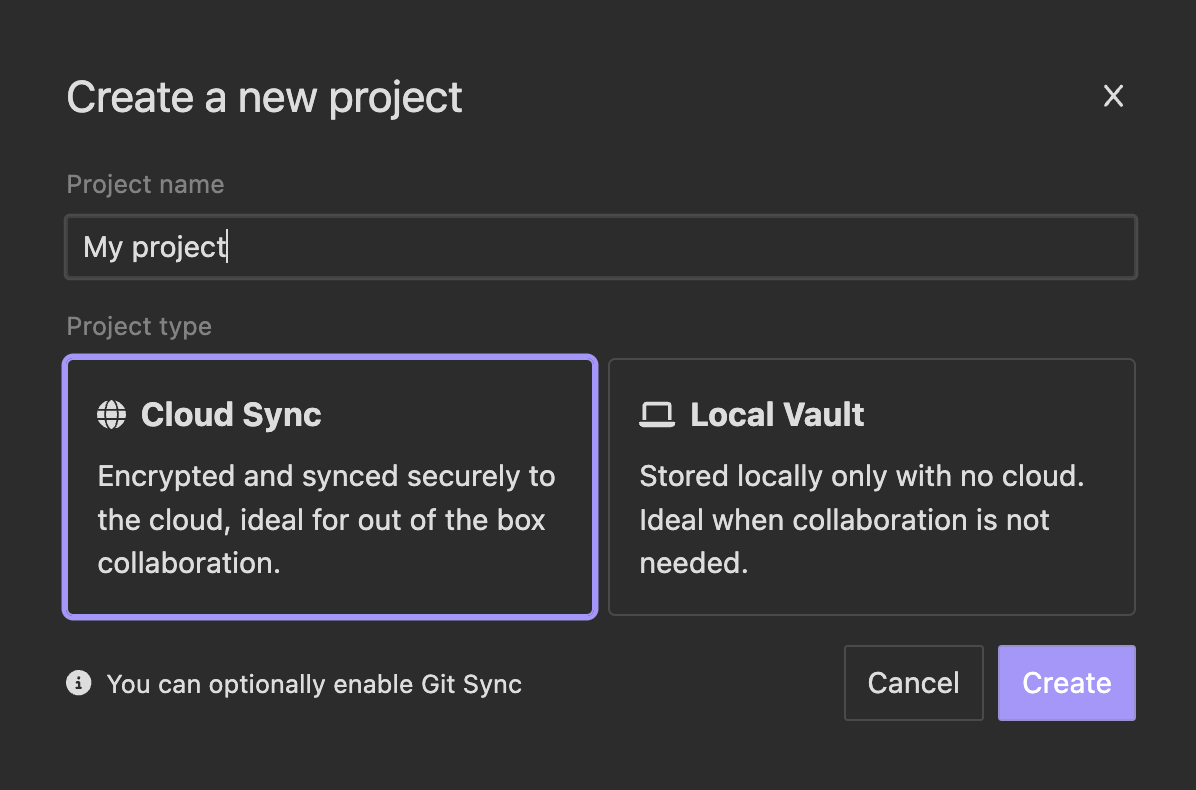 Create a new project
Project name
My project
Project type
Cloud Sync
Encrypted and synced securely to
the cloud, ideal for out of the box
collaboration.
Local Vault
Stored locally only with no cloud.
Ideal when collaboration is not
needed.
You can optionally enable Git Sync
Cancel
Create